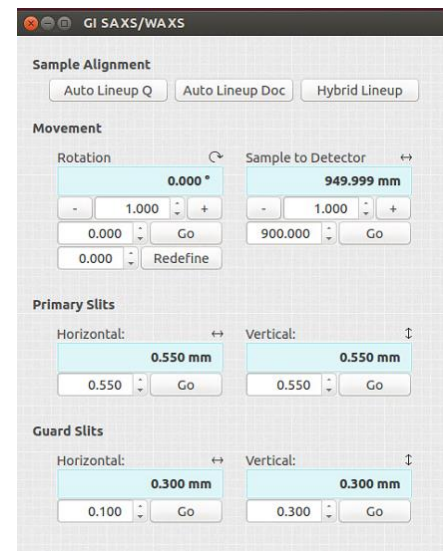 GI SAXS/WAXS
Sample Alignment
Auto Lineup Q Auto Lineup Doc Hybrid Lineup
Movement
Rotation Sample to Detector ↔
0.000 ° 949.999 mm
- 1.000 + - 1.000 +
0.000 Go 900.000 Go
0.000 Redefine
Primary Slits
Horizontal: ↔ Vertical: ↕
0.550 mm 0.550 mm
0.550 Go 0.550 Go
Guard Slits
Horizontal: ↔ Vertical: ↕
0.300 mm 0.300 mm
0.100 Go 0.300 Go